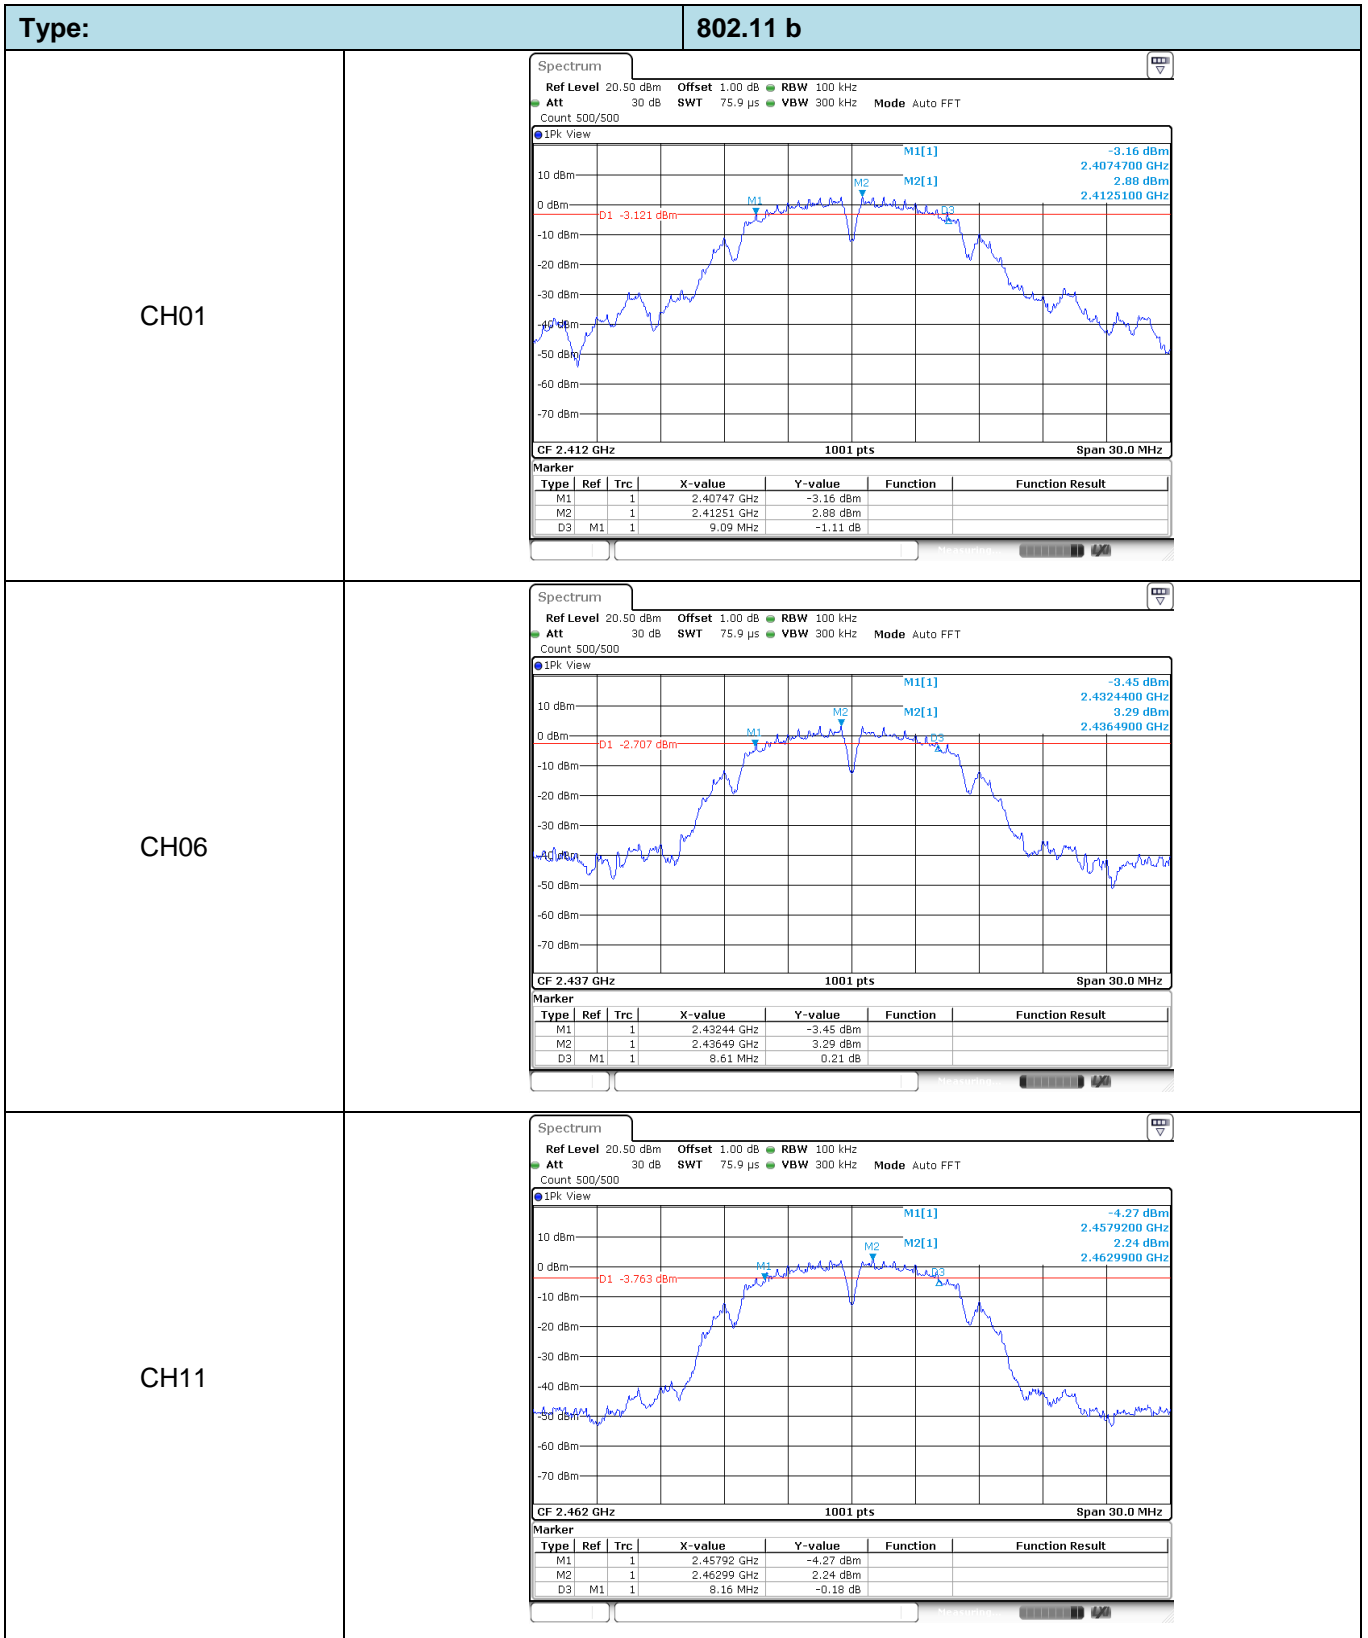 Type: 802.11 b
CH01
Spectrum
Ref Level 20.50 dBm Offset 1.00 dB RBW 100 kHz
Att 30 dB SWT 75.9 µs VBW 300 kHz Mode Auto FFT
Count 500/500
1Pk View
M1[1] -3.16 dBm
2.4074700 GHz
M2[1] 2.88 dBm
2.4125100 GHz
10 dBm
M2
M1
0 dBm
D1 -3.121 dBm
D3
-10 dBm
-20 dBm
-30 dBm
-40 dBm
-50 dBm
-60 dBm
-70 dBm
CF 2.412 GHz 1001 pts Span 30.0 MHz
Marker
Type Ref Trc X-value Y-value Function Function Result
M1 1 2.40747 GHz -3.16 dBm
M2 1 2.41251 GHz 2.88 dBm
D3 M1 1 9.09 MHz -1.11 dB
Measuring...
LXI
CH06
Spectrum
Ref Level 20.50 dBm Offset 1.00 dB RBW 100 kHz
Att 30 dB SWT 75.9 µs VBW 300 kHz Mode Auto FFT
Count 500/500
1Pk View
M1[1] -3.45 dBm
2.4324400 GHz
M2[1] 3.29 dBm
2.4364900 GHz
10 dBm
M2
M1
0 dBm
D1 -2.707 dBm
D3
-10 dBm
-20 dBm
-30 dBm
-40 dBm
-50 dBm
-60 dBm
-70 dBm
CF 2.437 GHz 1001 pts Span 30.0 MHz
Marker
Type Ref Trc X-value Y-value Function Function Result
M1 1 2.43244 GHz -3.45 dBm
M2 1 2.43649 GHz 3.29 dBm
D3 M1 1 8.61 MHz 0.21 dB
Measuring...
LXI
CH11
Spectrum
Ref Level 20.50 dBm Offset 1.00 dB RBW 100 kHz
Att 30 dB SWT 75.9 µs VBW 300 kHz Mode Auto FFT
Count 500/500
1Pk View
M1[1] -4.27 dBm
2.4579200 GHz
M2[1] 2.24 dBm
2.4629900 GHz
10 dBm
M2
M1
0 dBm
D1 -3.763 dBm
D3
-10 dBm
-20 dBm
-30 dBm
-40 dBm
-50 dBm
-60 dBm
-70 dBm
CF 2.462 GHz 1001 pts Span 30.0 MHz
Marker
Type Ref Trc X-value Y-value Function Function Result
M1 1 2.45792 GHz -4.27 dBm
M2 1 2.46299 GHz 2.24 dBm
D3 M1 1 8.16 MHz -0.18 dB
Measuring...
LXI